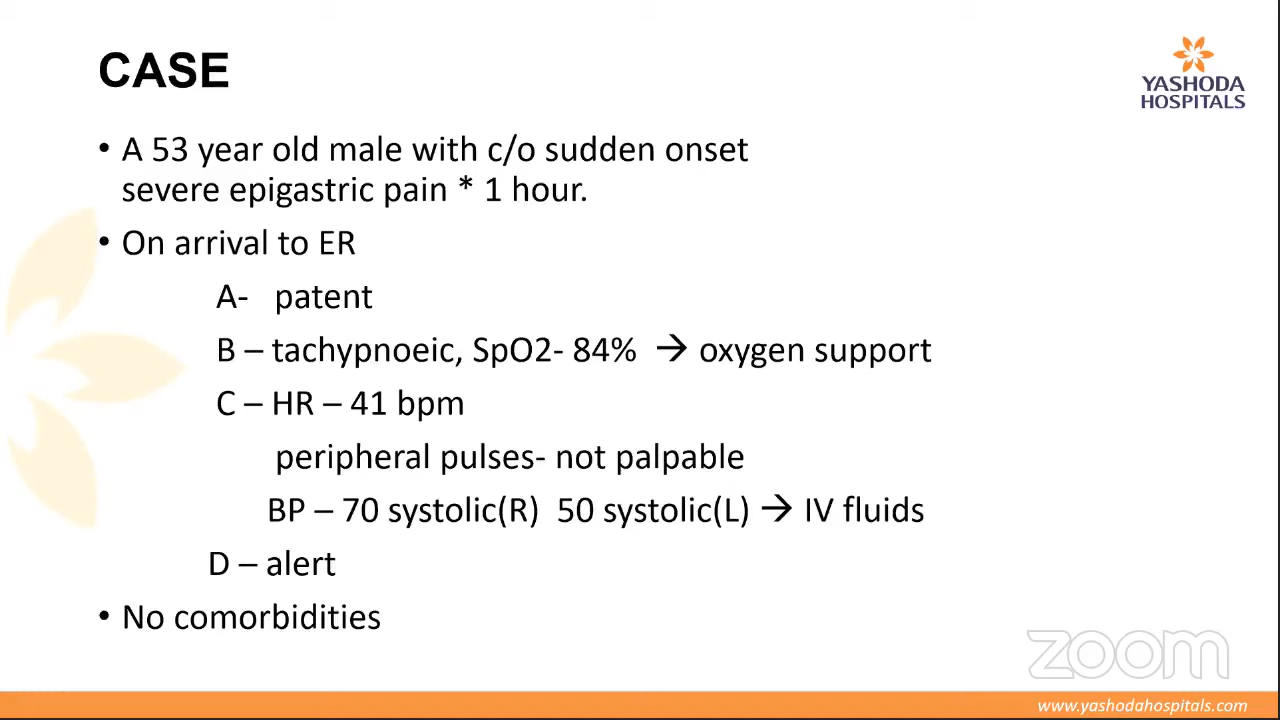 CASE
YASHODA
HOSPITALS
• A 53 year old male with c/o sudden onset
severe epigastric pain * 1 hour.
• On arrival to ER
A- patent
B – tachypnoeic, SpO2- 84% → oxygen support
C – HR – 41 bpm
peripheral pulses- not palpable
BP – 70 systolic(R) 50 systolic(L) → IV fluids
D – alert
• No comorbidities
zoom
www.yashodahospitals.com